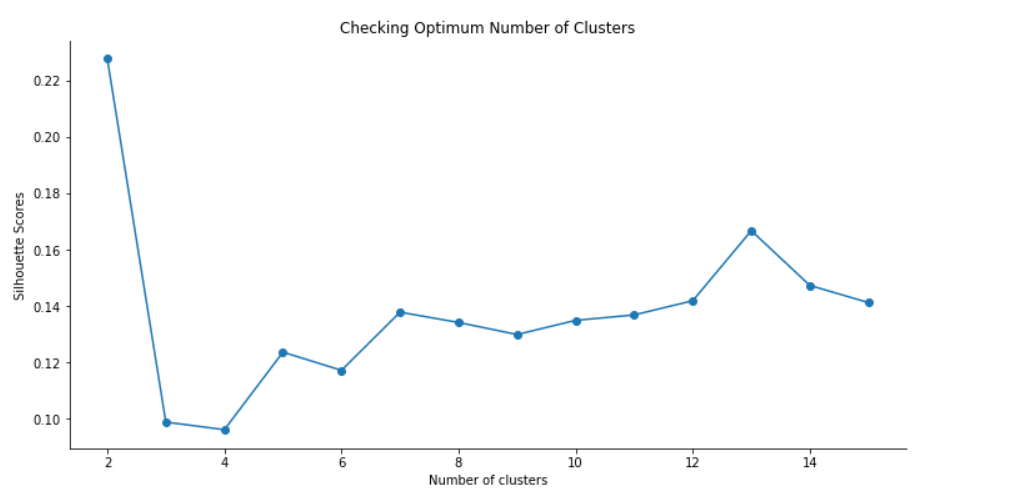 Checking Optimum Number of Clusters
0.22
0.20
0.18
0.16
0.14
0.12
0.10
Silhouette Scores
2 4 6 8 10 12 14
Number of clusters